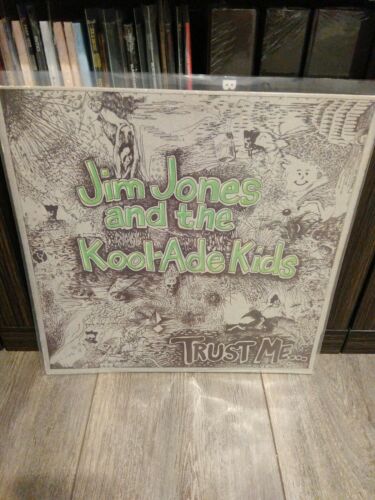 B
Jim Jones
and the
Kool-Ade Kids
TRUST ME...